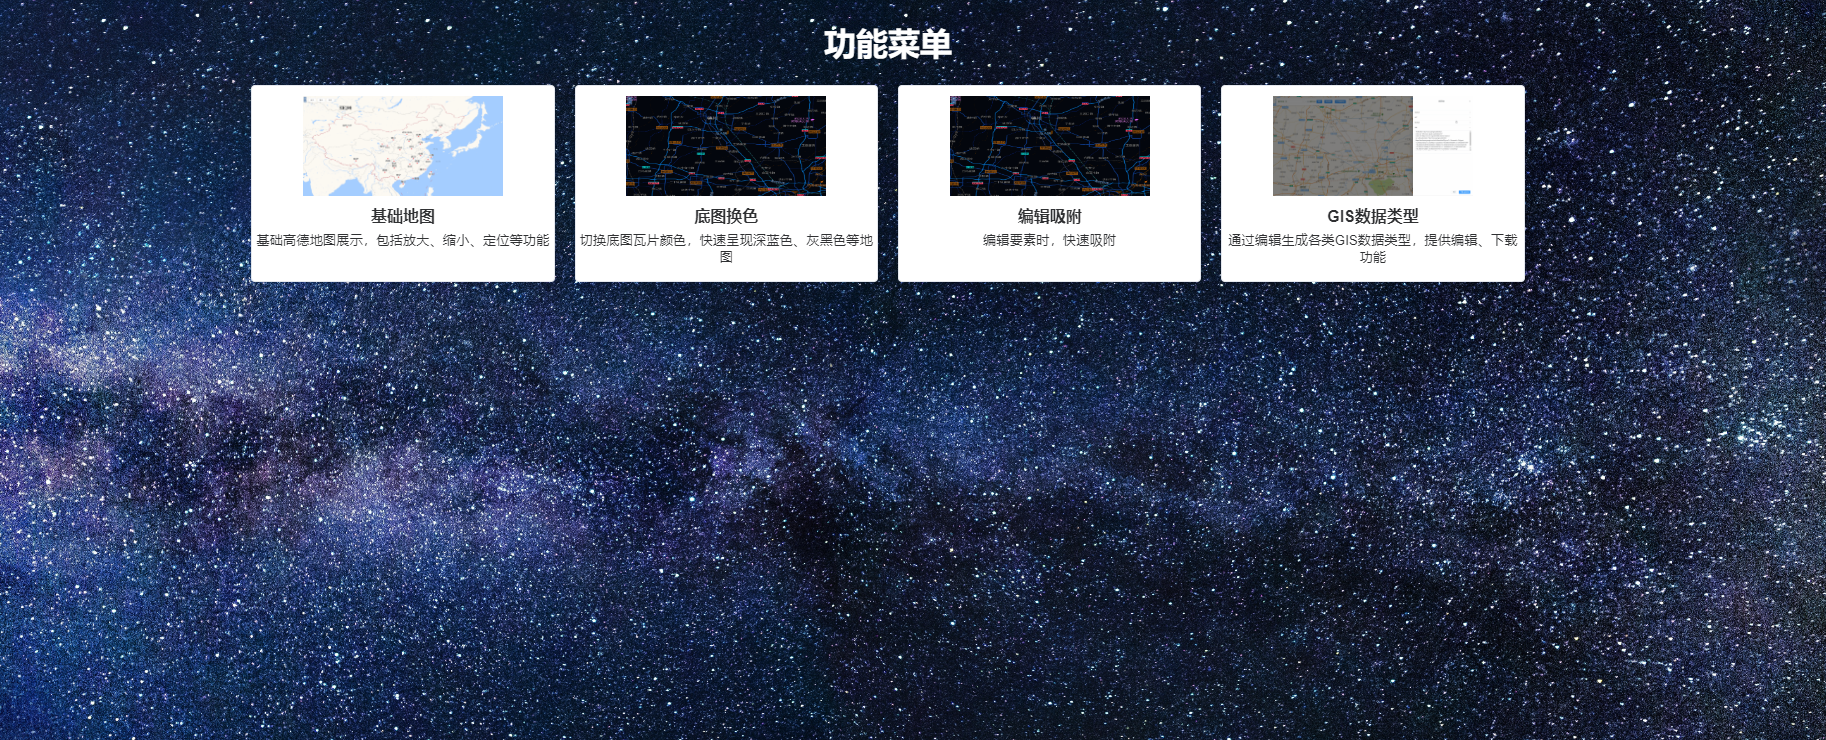 功能菜单
基础地图
基础高德地图展示，包括放大、缩小、定位等功能
底图换色
切换底图瓦片颜色，快速呈现深蓝色、灰黑色等地
图
编辑吸附
编辑要素时，快速吸附
GIS数据类型
通过编辑生成各类GIS数据类型，提供编辑、下载
功能